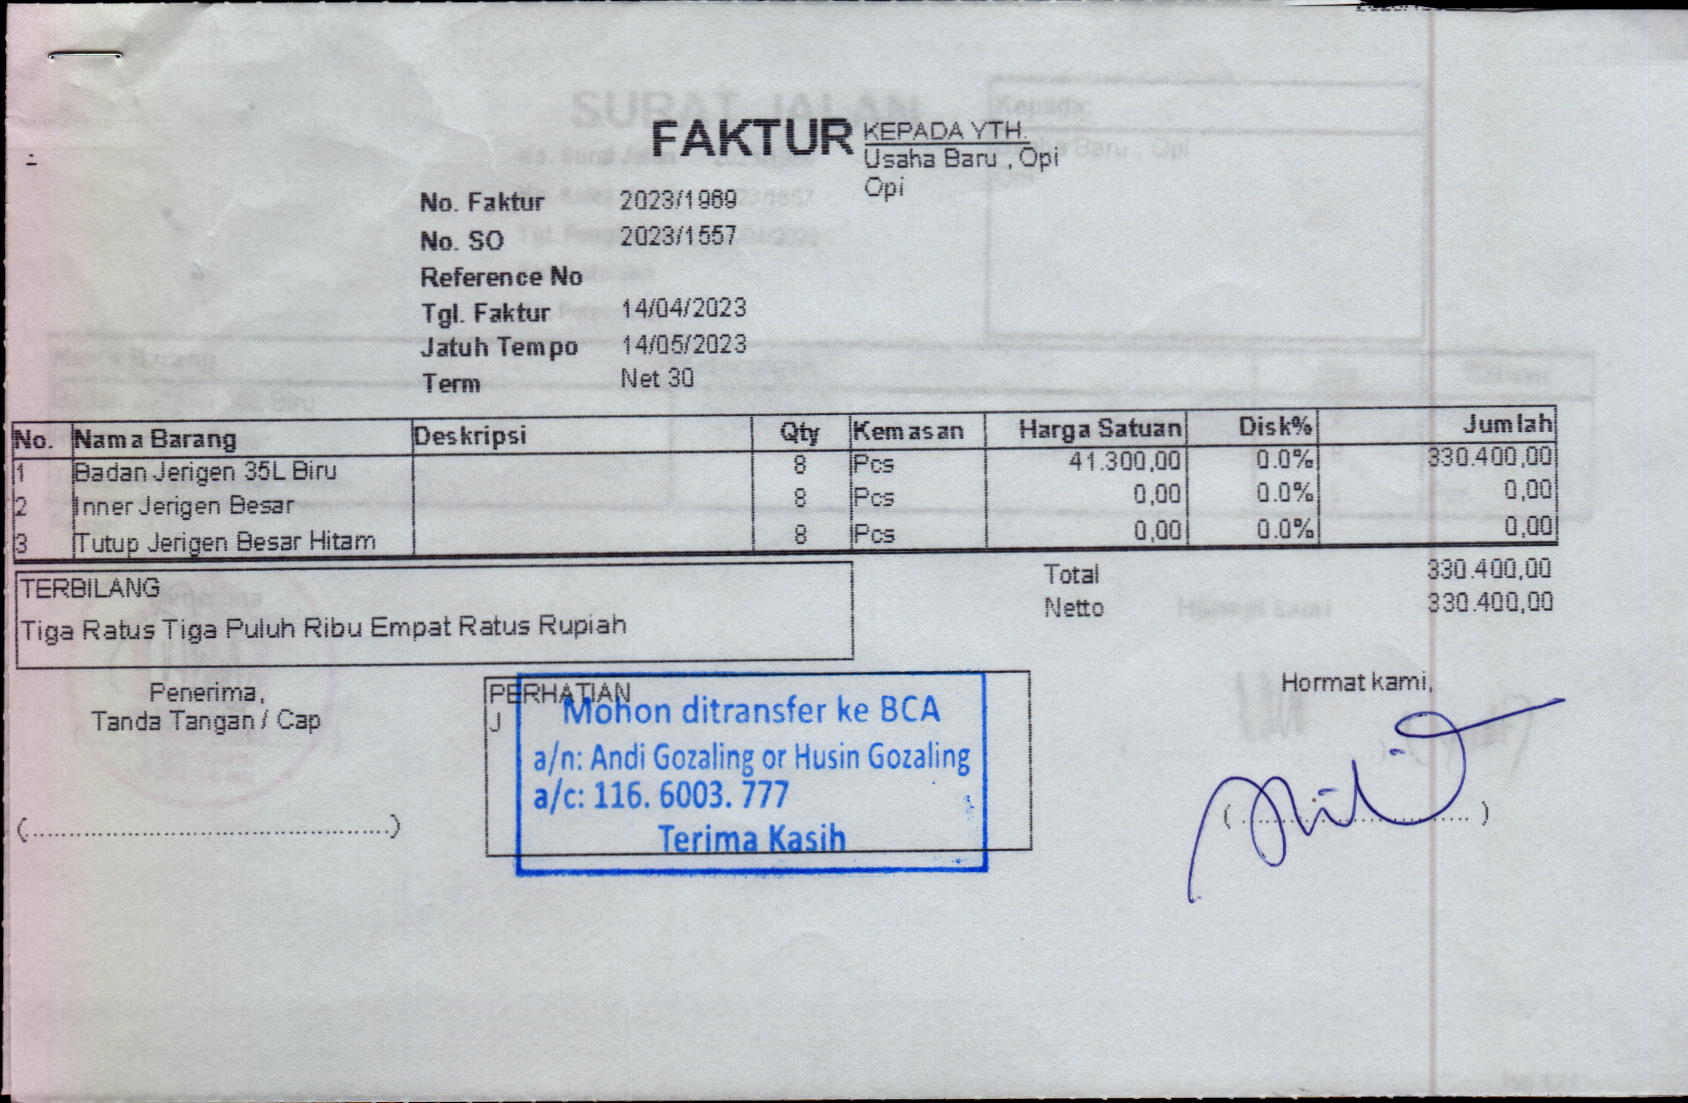 FAKTUR
KEPADA YTH.
Usaha Baru , Opi
Opi
No. Faktur 2023/1969
No. SO 2023/1557
Reference No
Tgl. Faktur 14/04/2023
Jatuh Tempo 14/05/2023
Term Net 30
No. Nama Barang Deskripsi Qty Kemasan Harga Satuan Disk% Jumlah
1 Badan Jerigen 35L Biru 8 Pcs 41.300,00 0.0% 330.400,00
2 Inner Jerigen Besar 8 Pcs 0,00 0.0% 0,00
3 Tutup Jerigen Besar Hitam 8 Pcs 0,00 0.0% 0,00
Total 330.400,00
Netto 330.400,00
TERBILANG
Tiga Ratus Tiga Puluh Ribu Empat Ratus Rupiah
Penerima,
Tanda Tangan / Cap
PERHATIAN
J
Mohon ditransfer ke BCA
a/n: Andi Gozaling or Husin Gozaling
a/c: 116. 6003. 777
Terima Kasih
Hormat kami,